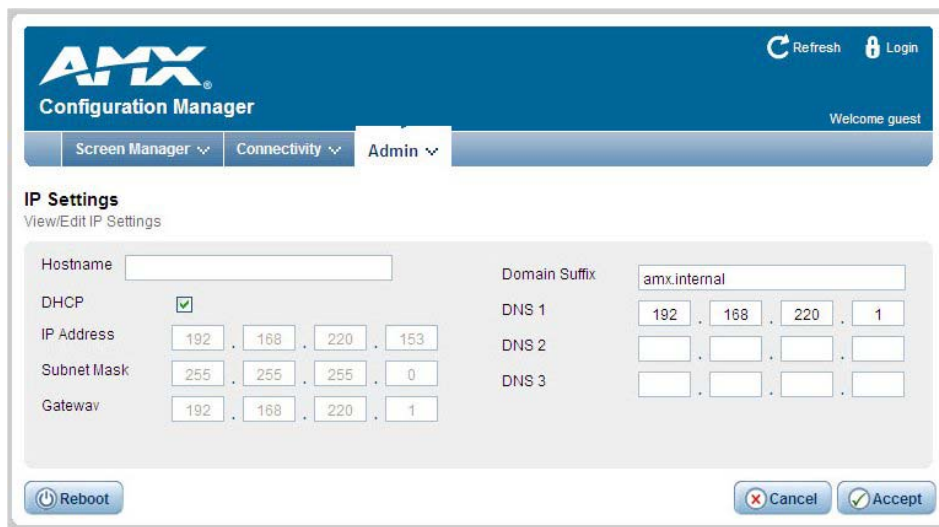 AMX®
Configuration Manager
Refresh
Login
Welcome guest
Screen Manager
Connectivity
Admin
IP Settings
View/Edit IP Settings
Hostname
DHCP
IP Address 192 . 168 . 220 . 153
Subnet Mask 255 . 255 . 255 . 0
Gateway 192 . 168 . 220 . 1
Domain Suffix amx.internal
DNS 1 192 . 168 . 220 . 1
DNS 2 . . .
DNS 3 . . .
Reboot
Cancel
Accept